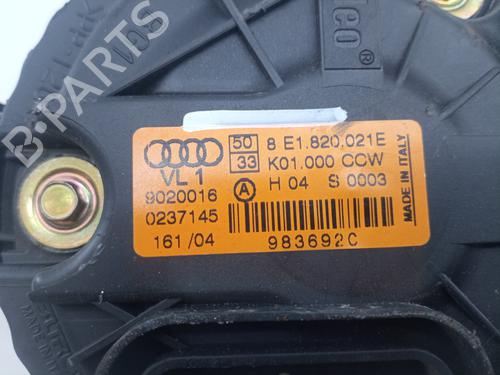 50 8 E1.820.021E
33 K01.000 CCW
VL 1
9020016 A H 04 S 0003
0237145
161/04 983692C
MADE IN ITALY